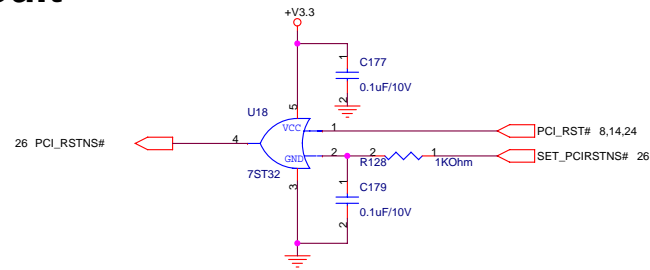 +V3.3
1
C177
0.1uF/10V
2
U18
5
VCC
1
PCI_RST# 8,14,24
26 PCI_RSTNS#
4
GND
2
2
R128
1
1KOhm
SET_PCIRSTNS# 26
7ST32
3
1
C179
0.1uF/10V
2